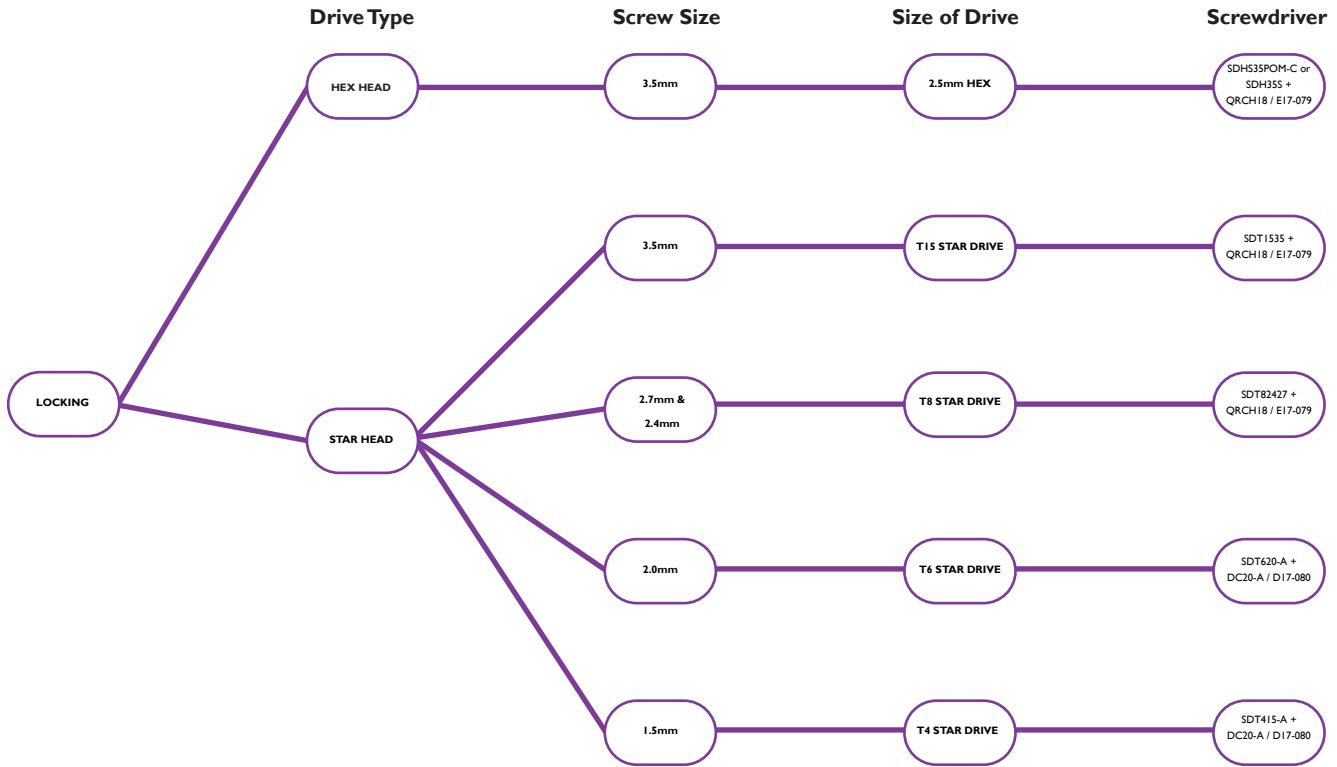 Drive Type
Screw Size
Size of Drive
Screwdriver
HEX HEAD
3.5mm
2.5mm HEX
SDHS35POM-C or
SDH35S +
QRCH18 / E17-079
3.5mm
T15 STAR DRIVE
SDT1535 +
QRCH18 / E17-079
LOCKING
STAR HEAD
2.7mm &
2.4mm
T8 STAR DRIVE
SDT82427 +
QRCH18 / E17-079
2.0mm
T6 STAR DRIVE
SDT620-A +
DC20-A / D17-080
1.5mm
T4 STAR DRIVE
SDT415-A +
DC20-A / D17-080